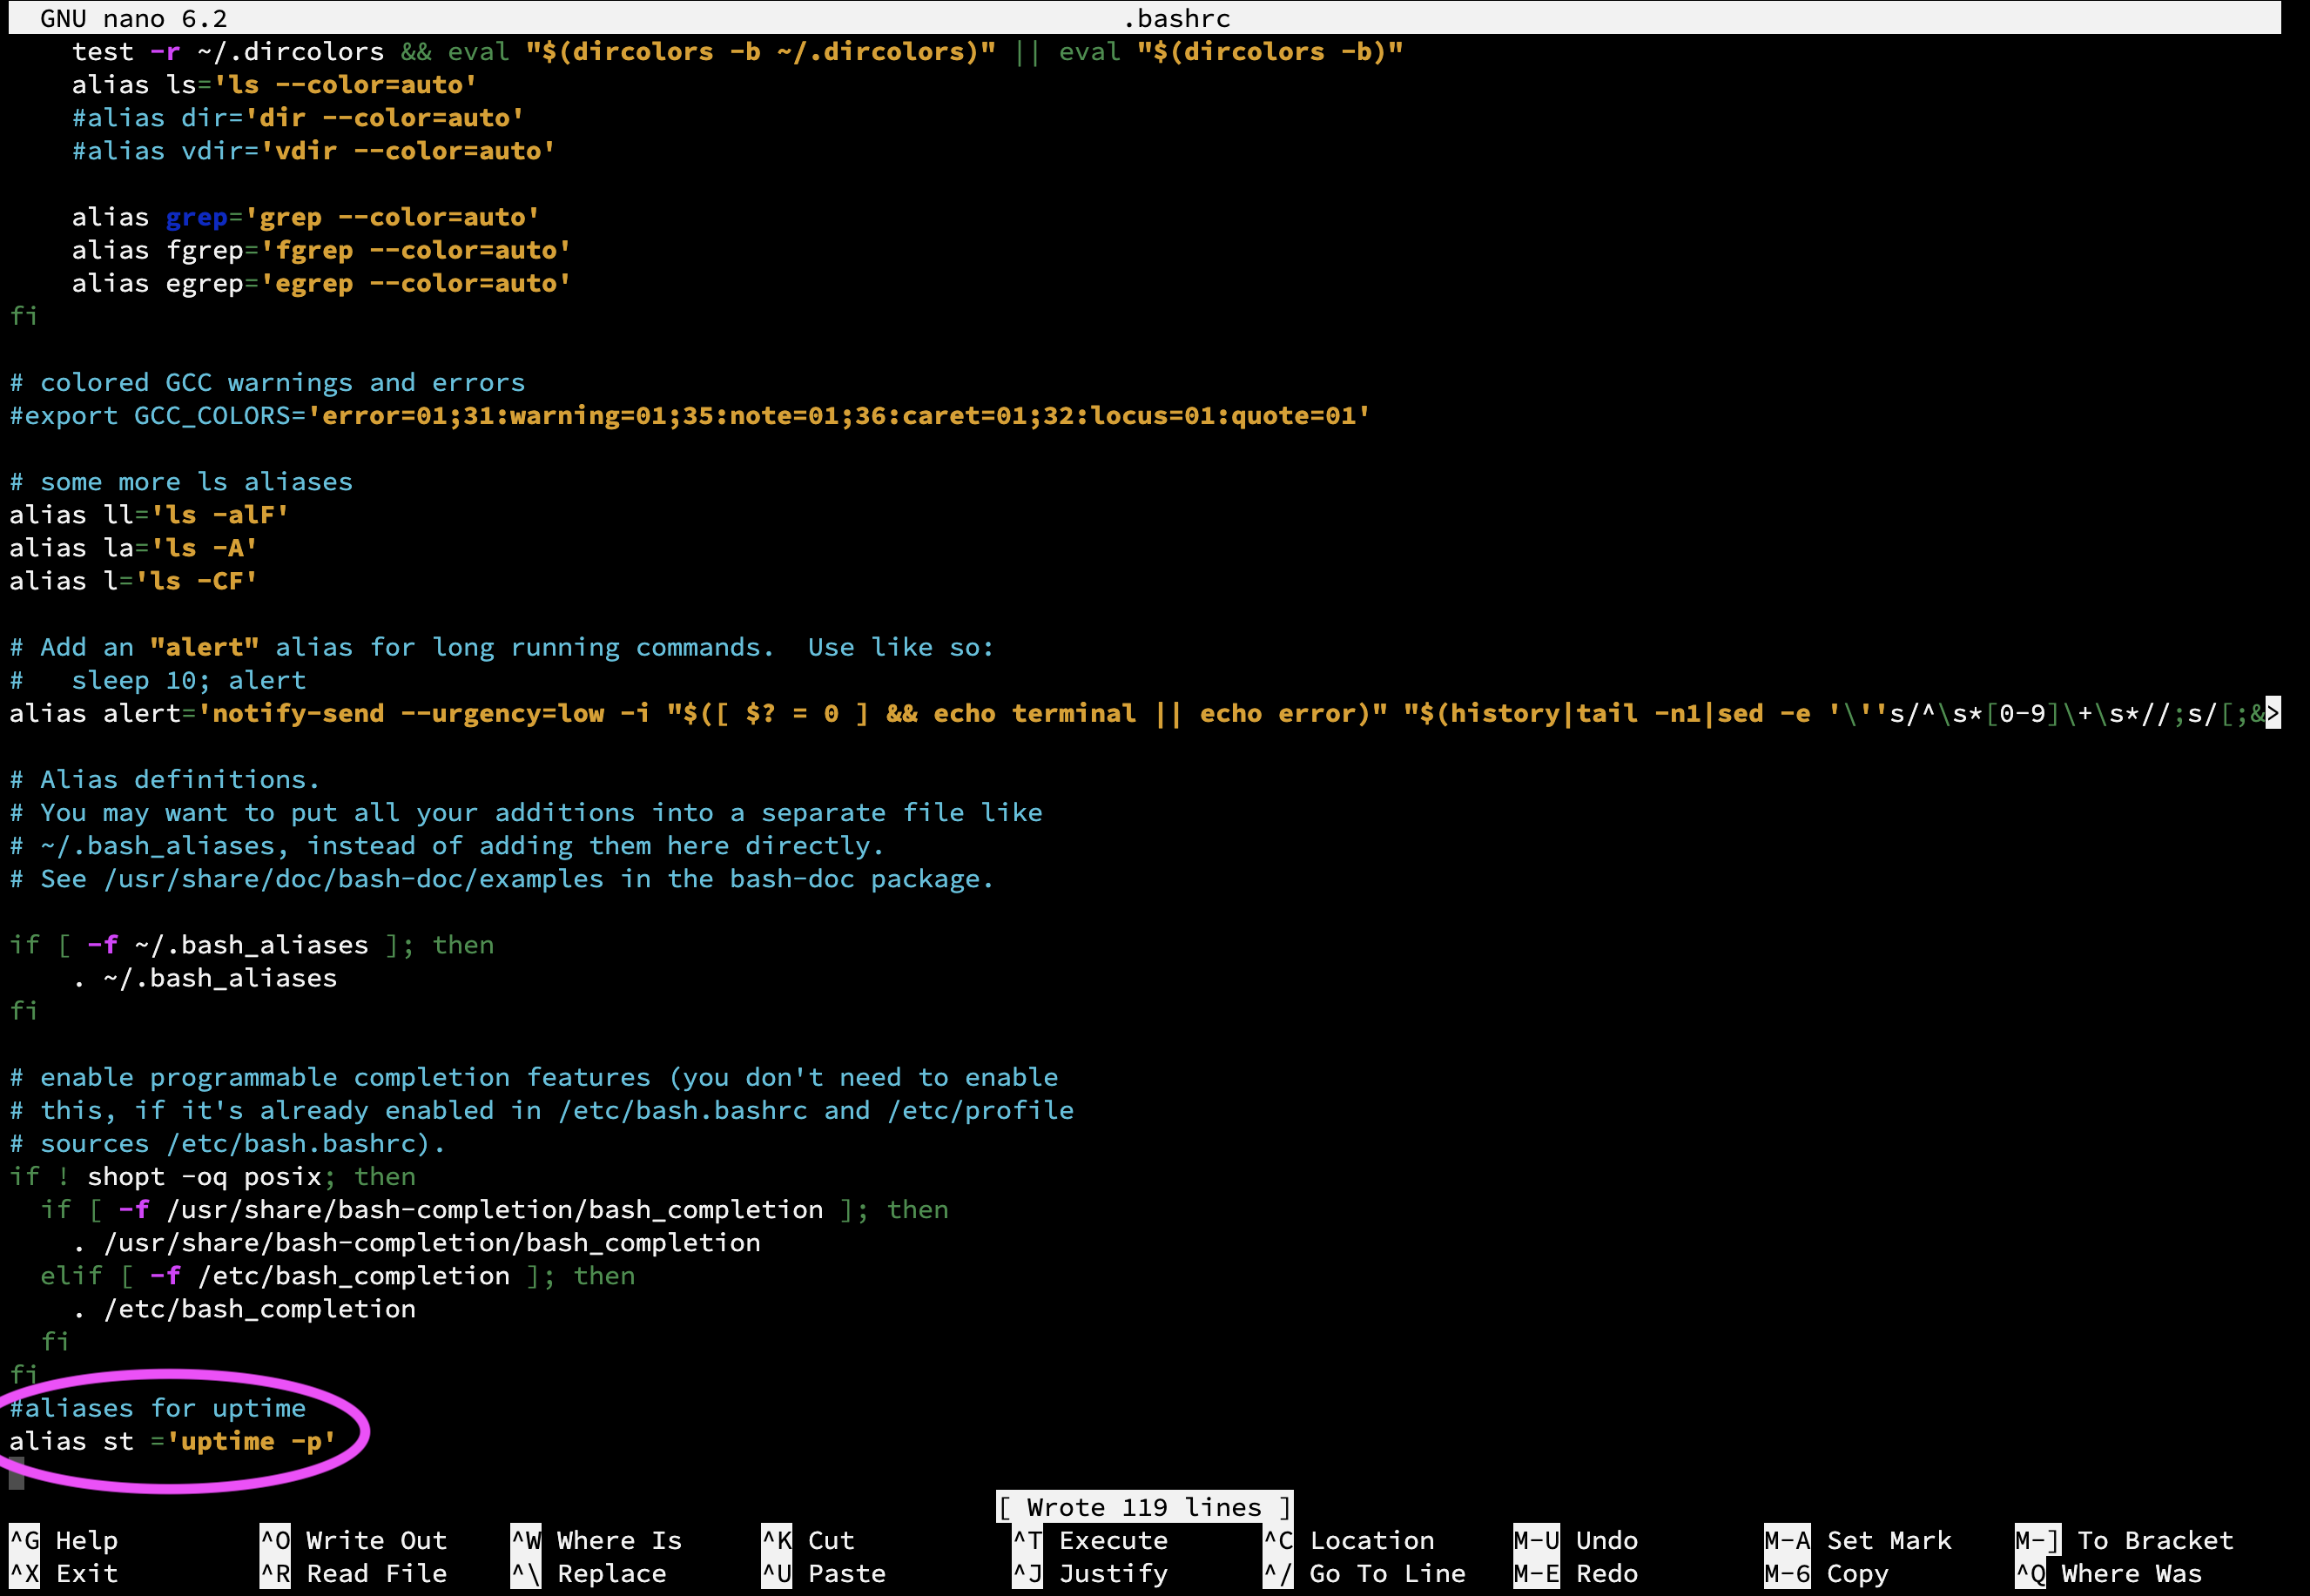 GNU nano 6.2 .bashrc
    test -r ~/.dircolors && eval "$(dircolors -b ~/.dircolors)" || eval "$(dircolors -b)"
    alias ls='ls --color=auto'
    #alias dir='dir --color=auto'
    #alias vdir='vdir --color=auto'

    alias grep='grep --color=auto'
    alias fgrep='fgrep --color=auto'
    alias egrep='egrep --color=auto'
fi

# colored GCC warnings and errors
#export GCC_COLORS='error=01;31:warning=01;35:note=01;36:caret=01;32:locus=01:quote=01'

# some more ls aliases
alias ll='ls -alF'
alias la='ls -A'
alias l='ls -CF'

# Add an "alert" alias for long running commands.  Use like so:
#   sleep 10; alert
alias alert='notify-send --urgency=low -i "$([ $? = 0 ] && echo terminal || echo error)" "$(history|tail -n1|sed -e '\''s/^\s*[0-9]\+\s*//;s/[;&>

# Alias definitions.
# You may want to put all your additions into a separate file like
# ~/.bash_aliases, instead of adding them here directly.
# See /usr/share/doc/bash-doc/examples in the bash-doc package.

if [ -f ~/.bash_aliases ]; then
    . ~/.bash_aliases
fi

# enable programmable completion features (you don't need to enable
# this, if it's already enabled in /etc/bash.bashrc and /etc/profile
# sources /etc/bash.bashrc).
if ! shopt -oq posix; then
  if [ -f /usr/share/bash-completion/bash_completion ]; then
    . /usr/share/bash-completion/bash_completion
  elif [ -f /etc/bash_completion ]; then
    . /etc/bash_completion
  fi
fi
#aliases for uptime
alias st ='uptime -p'
[ Wrote 119 lines ]
^G Help ^O Write Out ^W Where Is ^K Cut ^T Execute ^C Location M-U Undo M-A Set Mark M-] To Bracket
^X Exit ^R Read File ^\ Replace ^U Paste ^J Justify ^/ Go To Line M-E Redo M-6 Copy ^Q Where Was